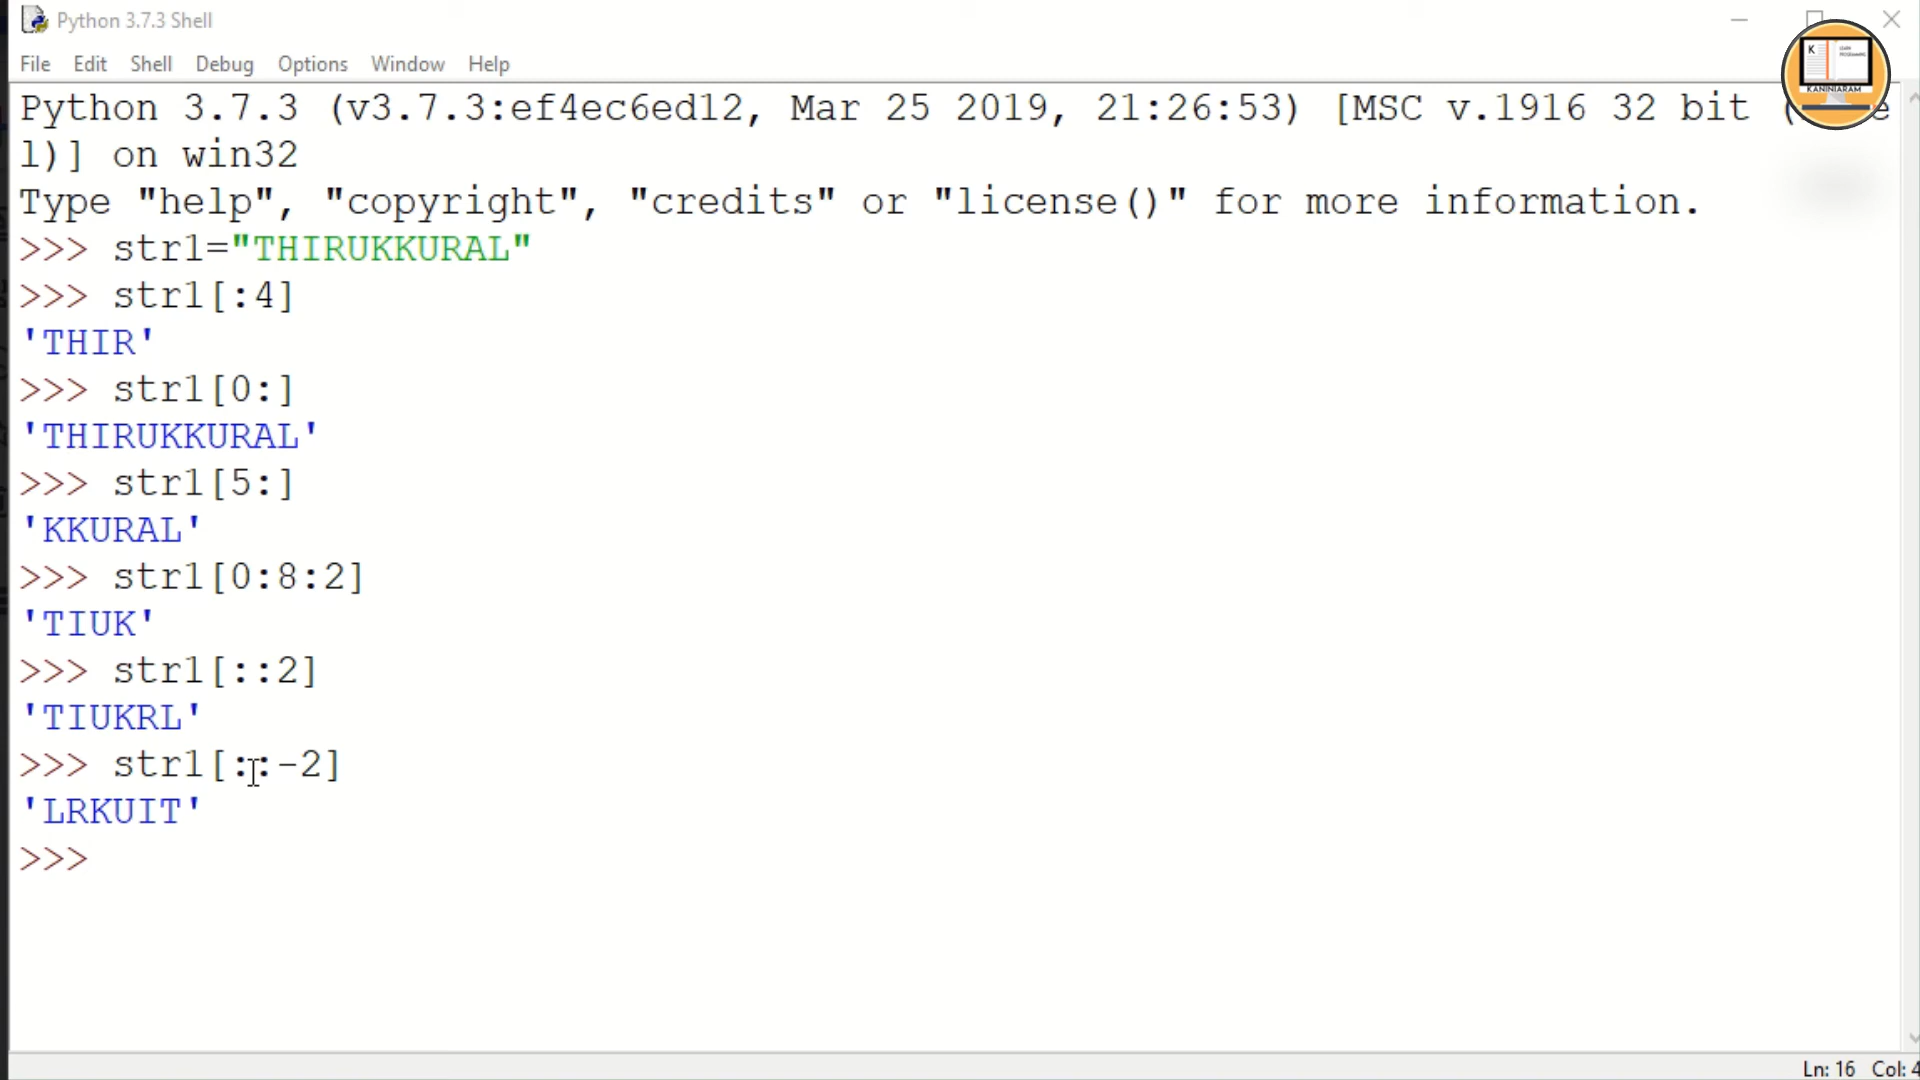 Python 3.7.3 Shell
File Edit Shell Debug Options Window Help
Python 3.7.3 (v3.7.3:ef4ec6ed12, Mar 25 2019, 21:26:53) [MSC v.1916 32 bit (
l)] on win32
Type "help", "copyright", "credits" or "license()" for more information.
>>> str1="THIRUKKURAL"
>>> str1[:4]
'THIR'
>>> str1[0:]
'THIRUKKURAL'
>>> str1[5:]
'KKURAL'
>>> str1[0:8:2]
'TIUK'
>>> str1[::2]
'TIUKRL'
>>> str1[::-2]
'LRKUIT'
>>>
K
KANINIARAM
Ln: 16 Col: 4